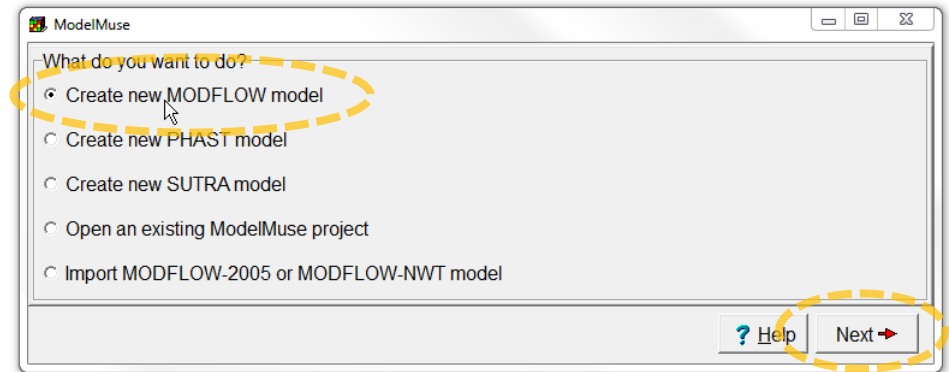 ModelMuse
What do you want to do?
Create new MODFLOW model
Create new PHAST model
Create new SUTRA model
Open an existing ModelMuse project
Import MODFLOW-2005 or MODFLOW-NWT model
? Help Next